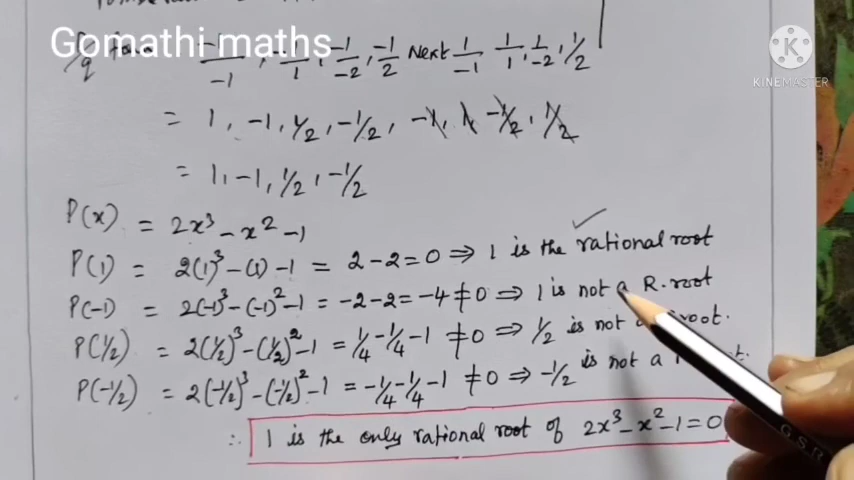 Gomathi maths
KINEMASTER
P/q form -1/-1, -1/1, -1/-2, -1/2 Next 1/-1 1/1, 1/-2, 1/2
= 1, -1, 1/2, -1/2, -1, 1, -1/2, 1/2
= 1, -1, 1/2, -1/2
P(x) = 2x³ - x² - 1
P(1) = 2(1)³ - (1) - 1 = 2 - 2 = 0 ⇒ 1 is the rational root
P(-1) = 2(-1)³ - (-1)² - 1 = -2 - 2 = -4 ≠ 0 ⇒ 1 is not a R.root
P(1/2) = 2(1/2)³ - (1/2)² - 1 = 1/4 - 1/4 - 1 ≠ 0 ⇒ 1/2 is not root.
P(-1/2) = 2(-1/2)³ - (-1/2)² - 1 = -1/4 - 1/4 - 1 ≠ 0 ⇒ -1/2 is not a
∴ 1 is the only rational root of 2x³ - x² - 1 = 0
G.S.R